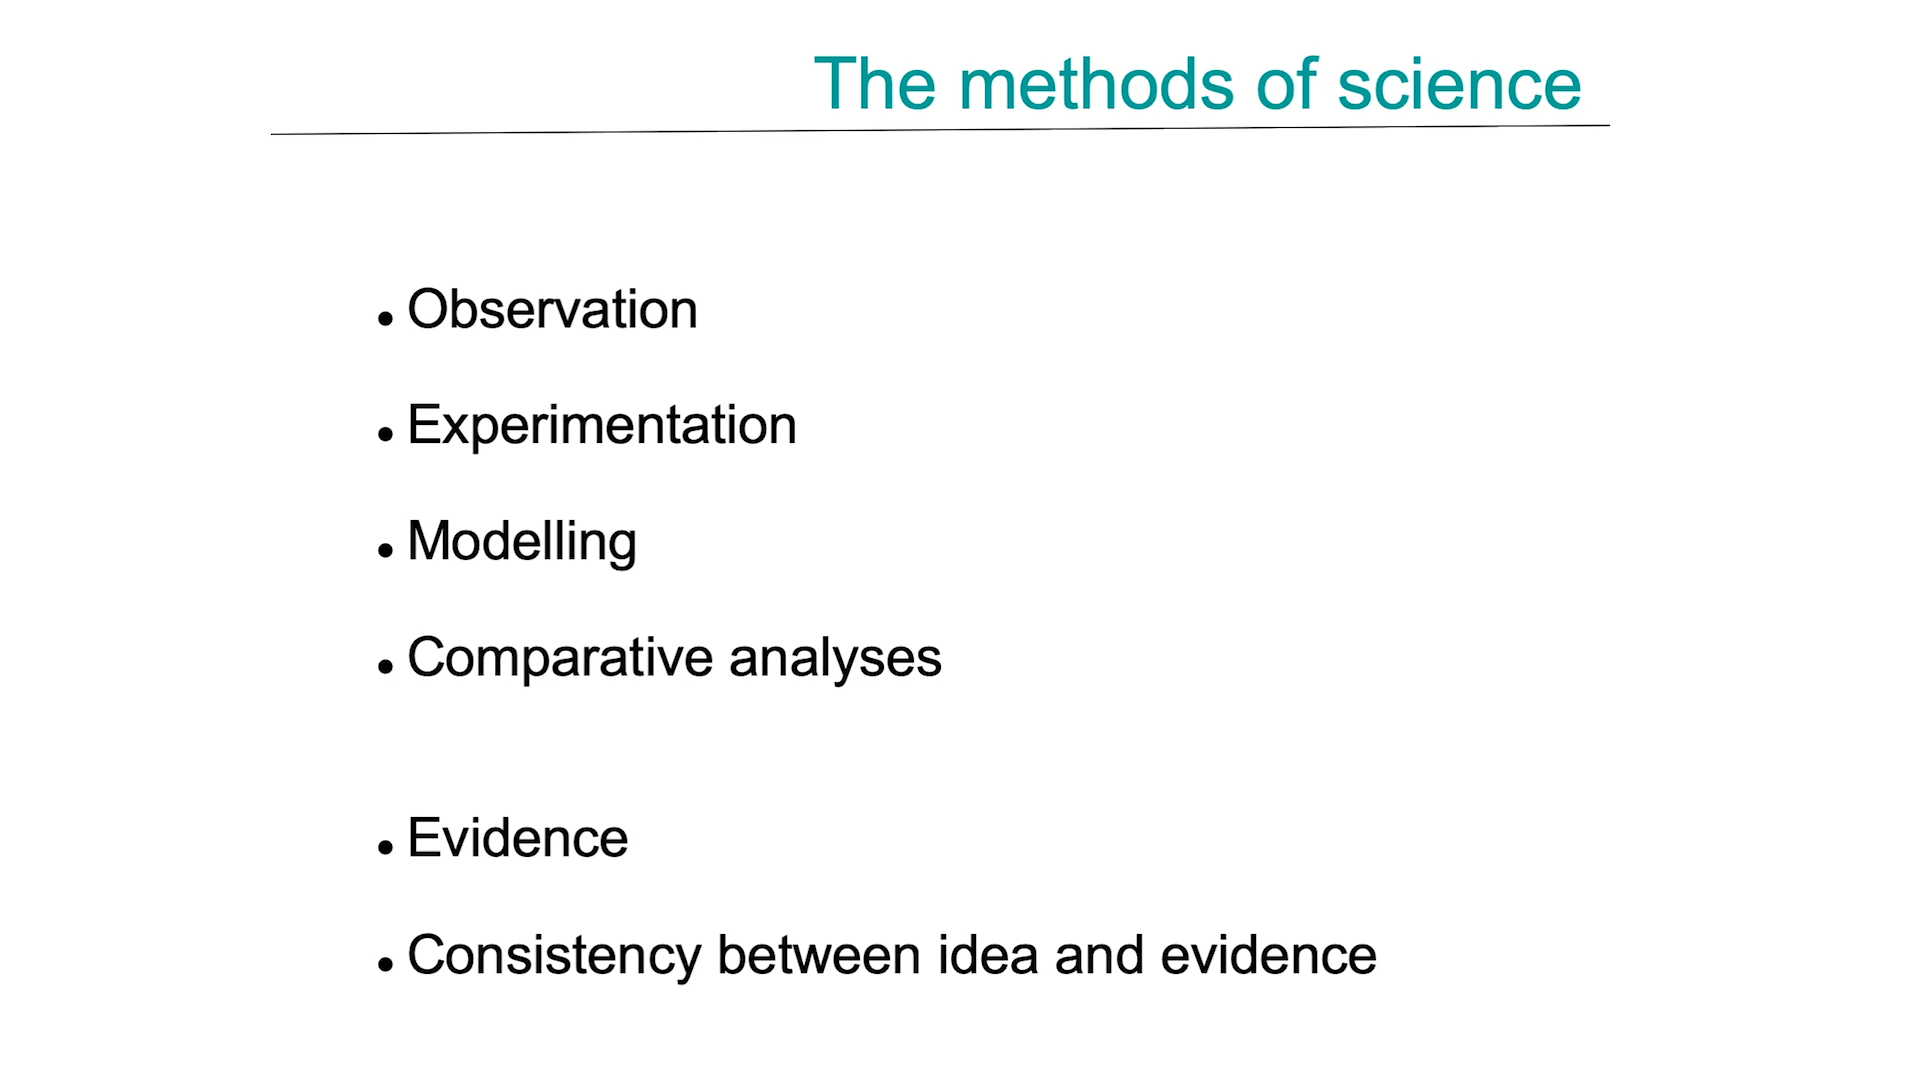 The methods of science
• Observation
• Experimentation
• Modelling
• Comparative analyses
• Evidence
• Consistency between idea and evidence